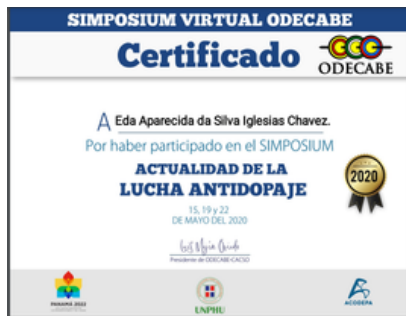 SIMPOSIUM VIRTUAL ODECABE
Certificado
ODECABE
A Eda Aparecida da Silva Iglesias Chavez.
Por haber participado en el SIMPOSIUM
ACTUALIDAD DE LA
LUCHA ANTIDOPAJE
2020
15, 19 y 22
DE MAYO DEL 2020
Presidente de ODECABE-CACSO
PANAMÁ 2022
UNPHU
ACODEPA